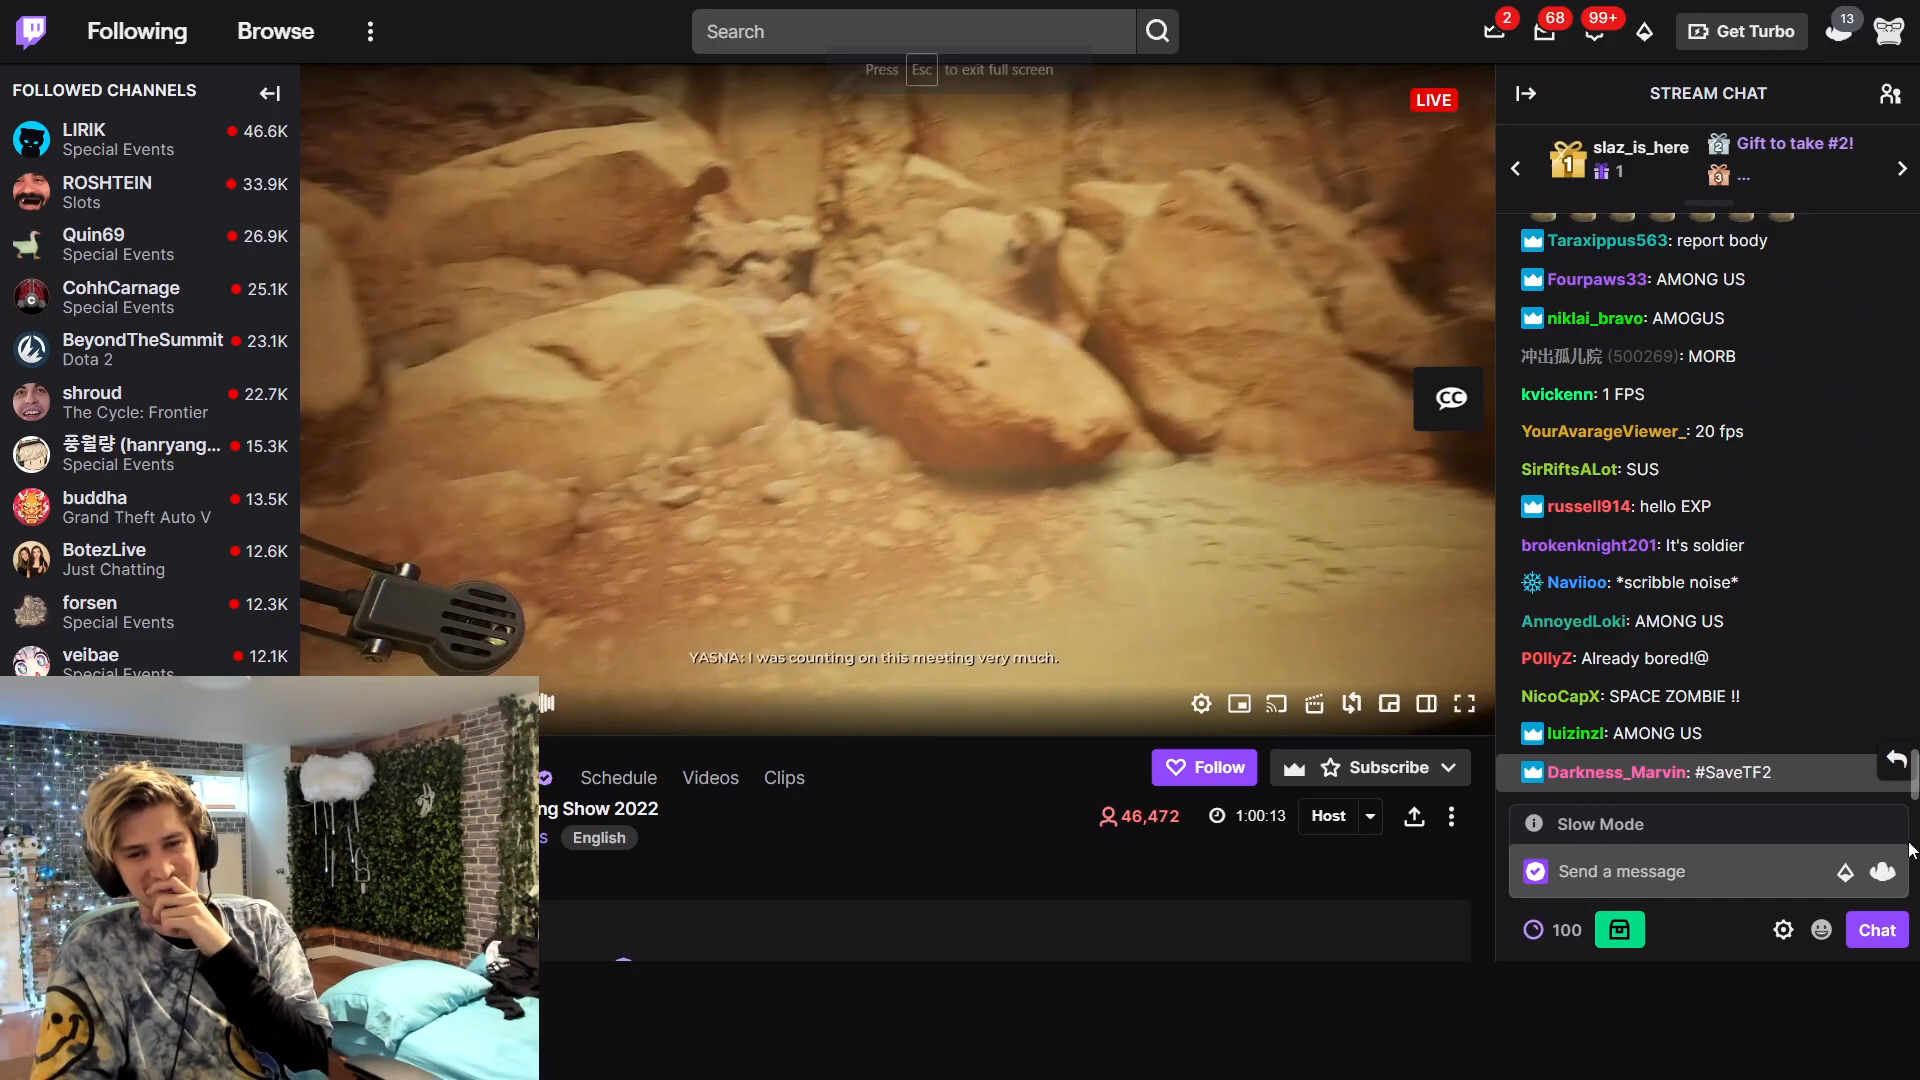 Following
Browse
Search
2
68
99+
Get Turbo
13
Press Esc to exit full screen
FOLLOWED CHANNELS
LIRIK
46.6K
Special Events
ROSHTEIN
33.9K
Slots
Quin69
26.9K
Special Events
CohhCarnage
25.1K
Special Events
BeyondTheSummit
23.1K
Dota 2
shroud
22.7K
The Cycle: Frontier
풍월량 (hanryang...
15.3K
Special Events
buddha
13.5K
Grand Theft Auto V
BotezLive
12.6K
Just Chatting
forsen
12.3K
Special Events
veibae
12.1K
Special Events
LIVE
CC
YASNA: I was counting on this meeting very much.
Schedule
Videos
Clips
Follow
Subscribe
ng Show 2022
46,472
1:00:13
Host
s
English
STREAM CHAT
1
slaz_is_here
1
2
Gift to take #2!
3
...
Taraxippus563: report body
Fourpaws33: AMONG US
niklai_bravo: AMOGUS
冲出孤儿院 (500269): MORB
kvickenn: 1 FPS
YourAvarageViewer_: 20 fps
SirRiftsALot: SUS
russell914: hello EXP
brokenknight201: It's soldier
Naviioo: *scribble noise*
AnnoyedLoki: AMONG US
P0llyZ: Already bored!@
NicoCapX: SPACE ZOMBIE !!
luizinzl: AMONG US
Darkness_Marvin: #SaveTF2
Slow Mode
Send a message
100
Chat